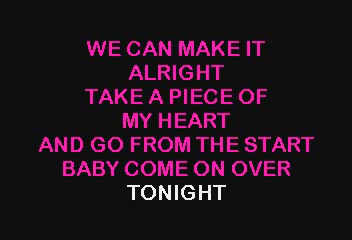 WE CAN MAKE IT
ALRIGHT
TAKE A PIECE OF
MY HEART
AND GO FROM THE START
BABY COME ON OVER
TONIGHT